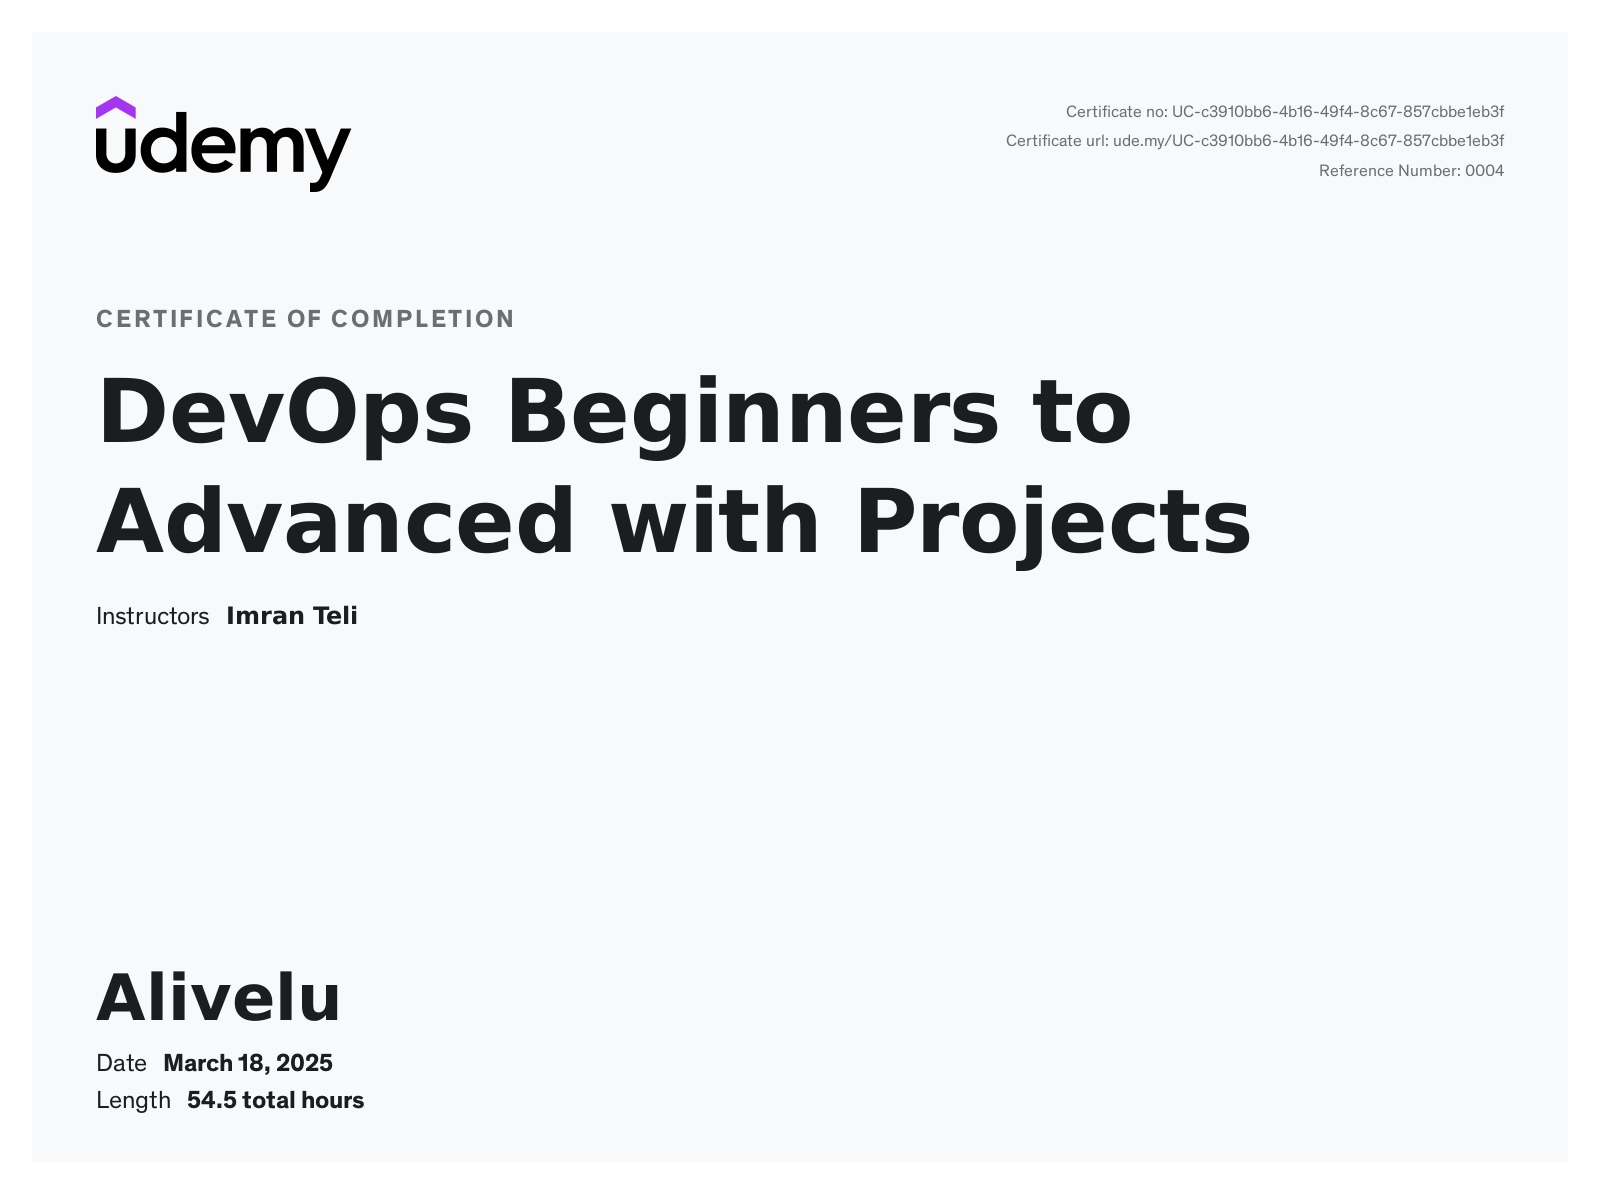 udemy
Certificate no: UC-c3910bb6-4b16-49f4-8c67-857cbbe1eb3f
Certificate url: ude.my/UC-c3910bb6-4b16-49f4-8c67-857cbbe1eb3f
Reference Number: 0004
CERTIFICATE OF COMPLETION
DevOps Beginners to
Advanced with Projects
Instructors Imran Teli
Alivelu
Date March 18, 2025
Length 54.5 total hours